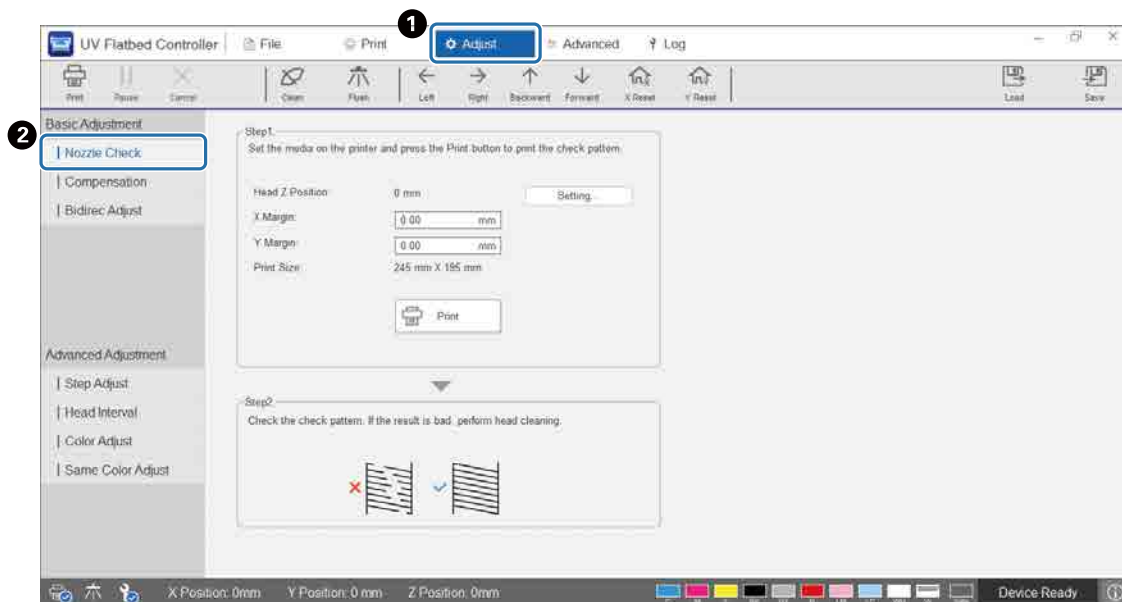 1
UV Flatbed Controller File Print Adjust Advanced Log
Print Pause Cancel Clean Flush Left Right Backward Forward X Reset Y Reset Load Save
Basic Adjustment
2
Nozzle Check
Compensation
Bidirec Adjust
Advanced Adjustment
Step Adjust
Head Interval
Color Adjust
Same Color Adjust
Step1.
Set the media on the printer and press the Print button to print the check pattern.
Head Z Position: 0 mm Setting...
X Margin: 0.00 mm
Y Margin: 0.00 mm
Print Size: 245 mm X 195 mm
Print
Step2.
Check the check pattern. If the result is bad, perform head cleaning.
X Position: 0mm Y Position: 0 mm Z Position: 0mm Device Ready